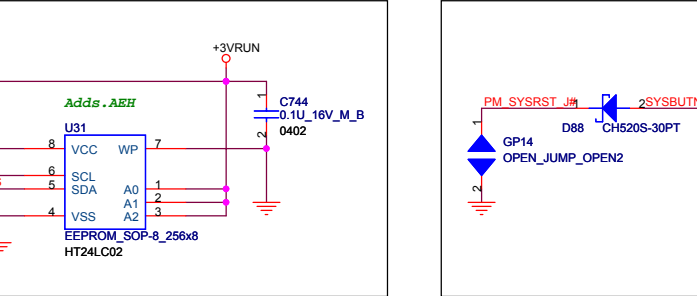 +3VRUN
Adds.AEH
1
C744
0.1U_16V_M_B
2
0402
U31
8 VCC WP 7
6 SCL
5 SDA A0 1
A1 2
4 VSS A2 3
EEPROM_SOP-8_256x8
HT24LC02
PM_SYSRST_J# 1
2 SYSBUTN
D88 CH520S-30PT
1
GP14
OPEN_JUMP_OPEN2
2